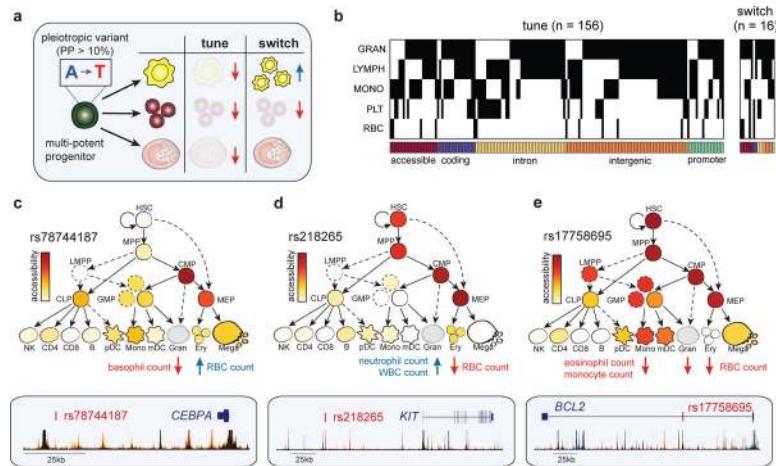 a
pleiotropic variant
(PP > 10%)
A → T
multi-potent
progenitor
tune
switch
b
tune (n = 156)
switch
(n = 16)
GRAN
LYMPH
MONO
PLT
RBC
accessible
coding
intron
intergenic
promoter
c
rs78744187
accessibility
HSC
MPP
LMPP
CMP
CLP
GMP
MEP
NK CD4 CD8 B pDC Mono mDC Gran Ery Mega
basophil count
RBC count
rs78744187
CEBPA
25kb
d
rs218265
accessibility
HSC
MPP
LMPP
CMP
CLP
GMP
MEP
NK CD4 CD8 B pDC Mono mDC Gran Ery Mega
neutrophil count
WBC count
RBC count
rs218265
KIT
25kb
e
rs17758695
accessibility
HSC
MPP
LMPP
CMP
CLP
GMP
MEP
NK CD4 CD8 B pDC Mono mDC Gran Ery Mega
eosinophil count
monocyte count
RBC count
BCL2
rs17758695
25kb